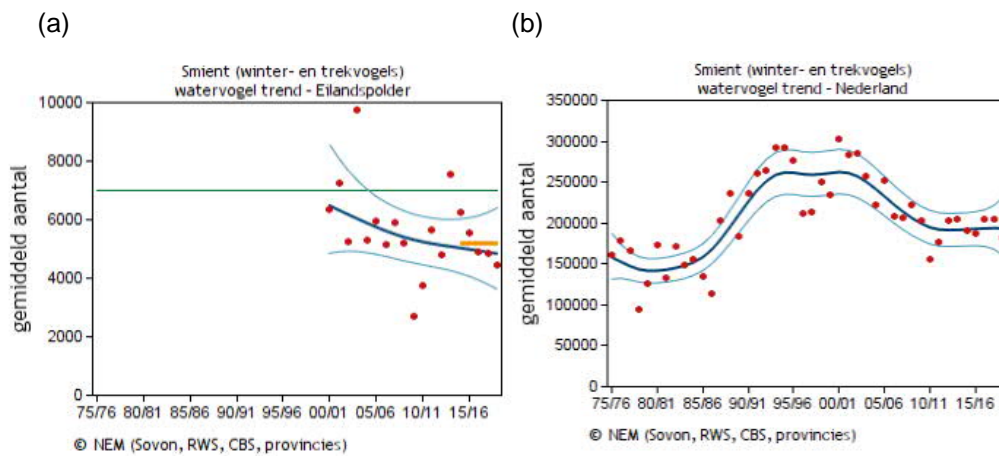 (a)
Smient (winter- en trekvogels)
watervogel trend - Eilandspolder
gemiddeld aantal
10000
8000
6000
4000
2000
0
75/76 80/81 85/86 90/91 95/96 00/01 05/06 10/11 15/16
© NEM (Sovon, RWS, CBS, provincies)
(b)
Smient (winter- en trekvogels)
watervogel trend - Nederland
gemiddeld aantal
350000
300000
250000
200000
150000
100000
50000
0
75/76 80/81 85/86 90/91 95/96 00/01 05/06 10/11 15/16
© NEM (Sovon, RWS, CBS, provincies)